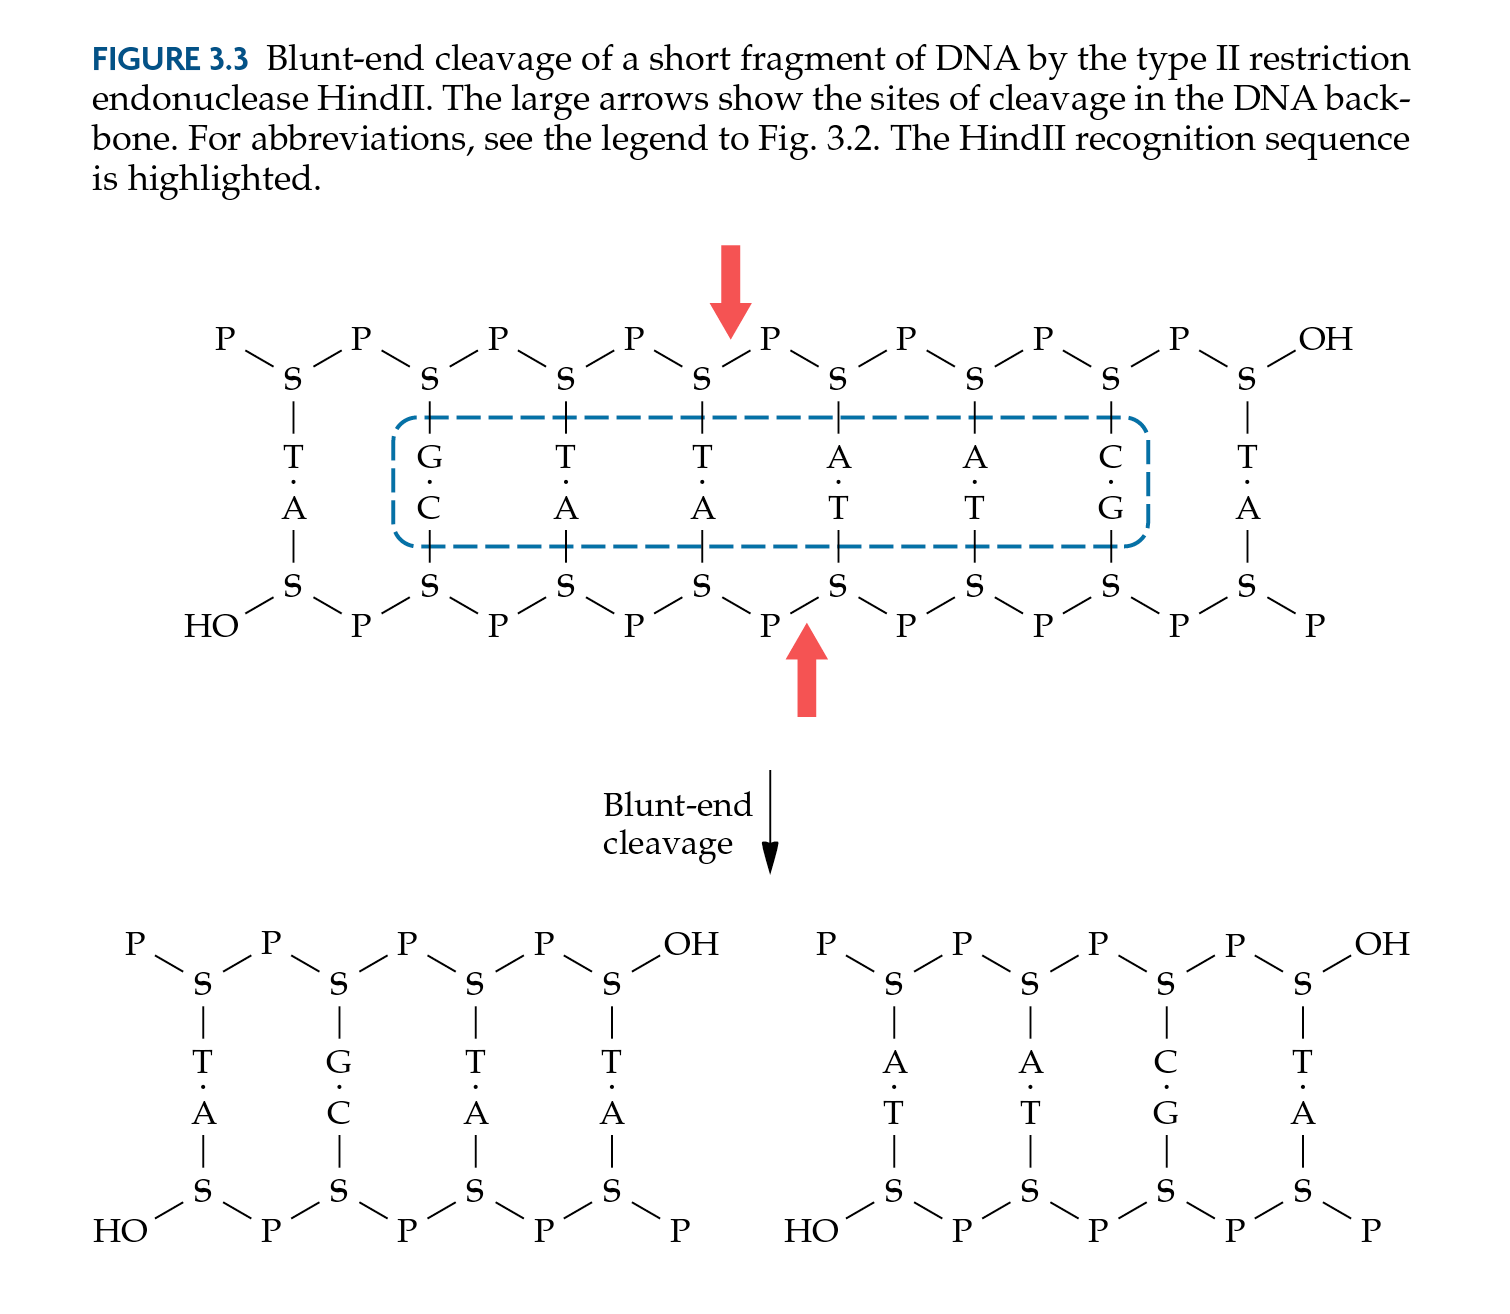 FIGURE 3.3 Blunt-end cleavage of a short fragment of DNA by the type II restriction
endonuclease HindII. The large arrows show the sites of cleavage in the DNA back-
bone. For abbreviations, see the legend to Fig. 3.2. The HindII recognition sequence
is highlighted.
P P P P P P P P OH
S S S S S S S S
T G T T A A C T
A C A A T T G A
S S S S S S S S
HO P P P P P P P P
Blunt-end
cleavage
P P P P OH P P P P OH
S S S S S S S S
T G T T A A C T
A C A A T T G A
S S S S S S S S
HO P P P P HO P P P P